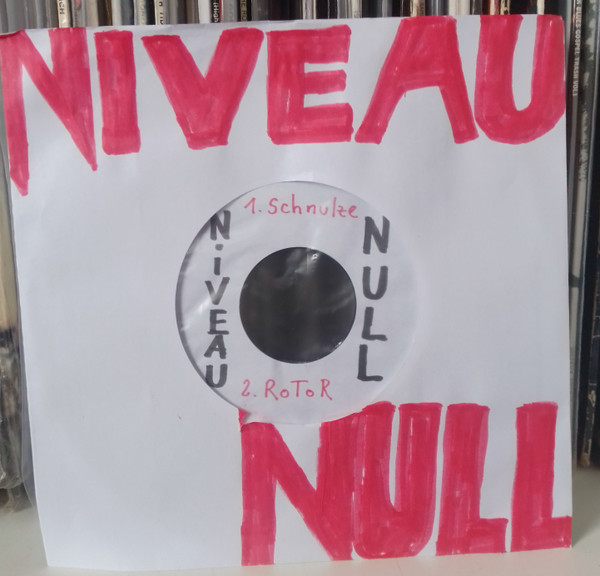 NIVEAU
1. Schnulze
NiVEAU
NULL
2. RoToR
NULL